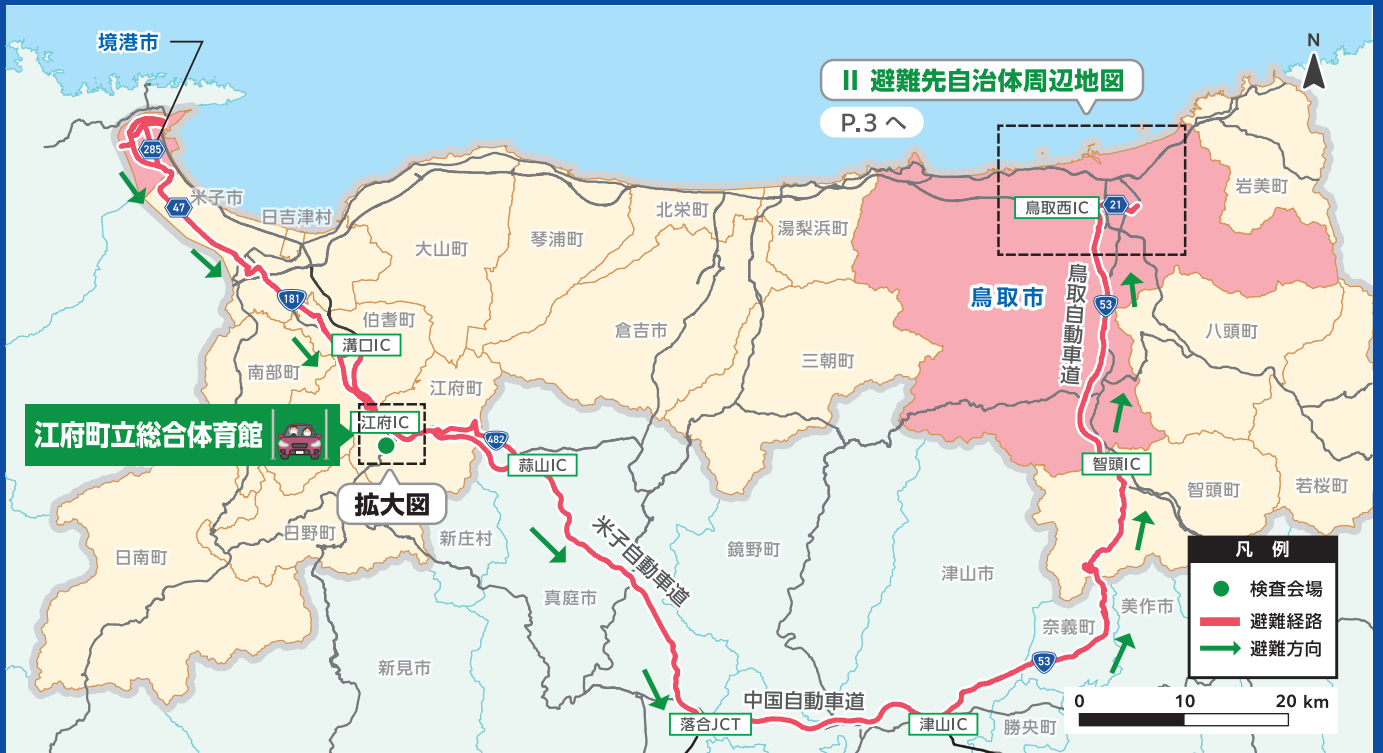 境港市
N
II 避難先自治体周辺地図
P.3 へ
285
米子市
47
日吉津村
岩美町
北栄町
湯梨浜町
鳥取西IC
21
大山町
琴浦町
181
伯耆町
鳥取市
鳥取自動車道
53
倉吉市
八頭町
溝口IC
三朝町
南部町
江府町
江府IC
江府町立総合体育館
482
蒜山IC
智頭IC
智頭町
若桜町
拡大図
日野町
新庄村
米子自動車道
鏡野町
日南町
津山市
凡 例
検査会場
避難経路
避難方向
真庭市
美作市
奈義町
新見市
53
中国自動車道
落合JCT
津山IC
勝央町
0 10 20 km